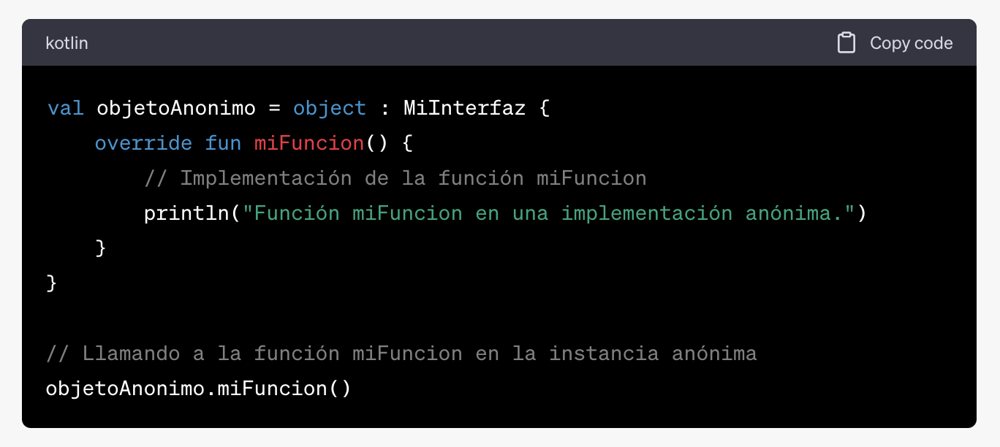 kotlin
Copy code
val objetoAnonimo = object : MiInterfaz {
    override fun miFuncion() {
        // Implementación de la función miFuncion
        println("Función miFuncion en una implementación anónima.")
    }
}
// Llamando a la función miFuncion en la instancia anónima
objetoAnonimo.miFuncion()